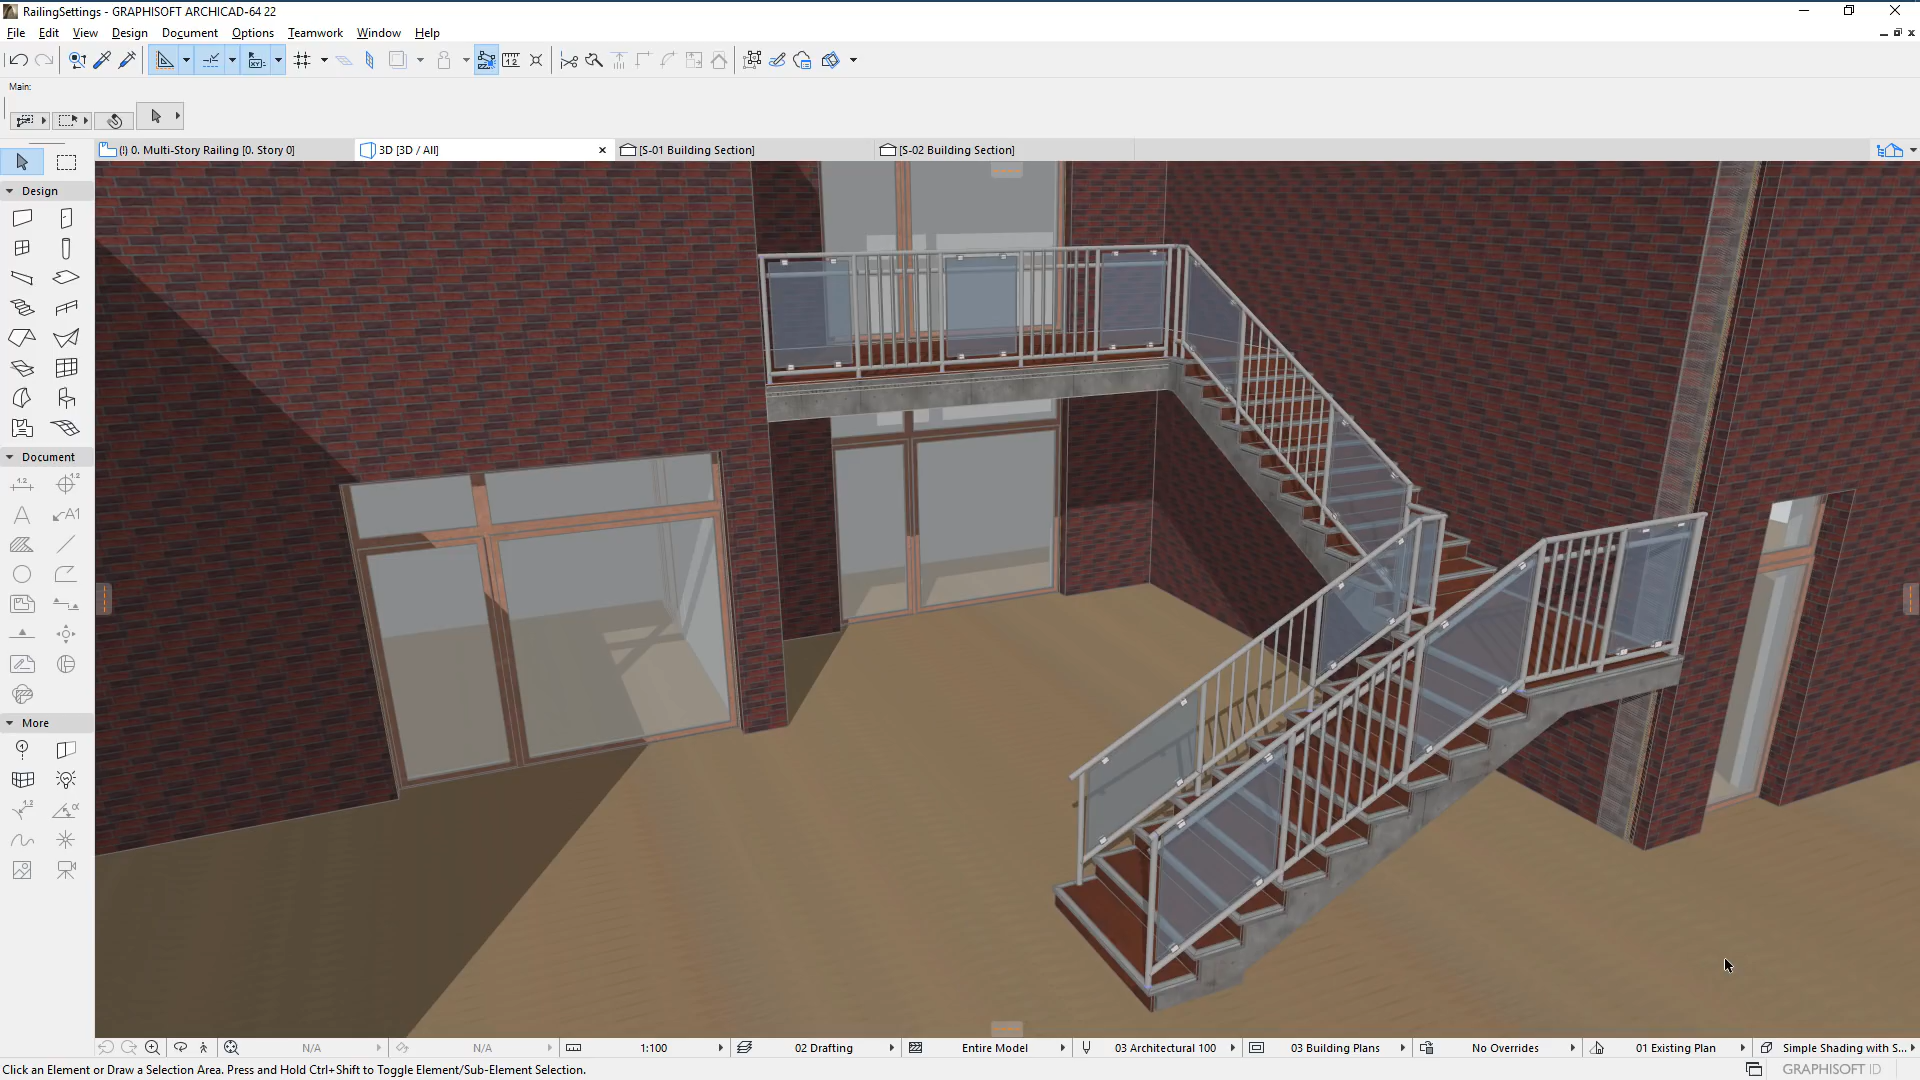 RailingSettings - GRAPHISOFT ARCHICAD-64 22
File Edit View Design Document Options Teamwork Window Help
Main:
(!) 0. Multi-Story Railing [0. Story 0]
3D [3D / All]
[S-01 Building Section]
[S-02 Building Section]
Design
Document
More
N/A
N/A
1:100
02 Drafting
Entire Model
03 Architectural 100
03 Building Plans
No Overrides
01 Existing Plan
Simple Shading with S...
Click an Element or Draw a Selection Area. Press and Hold Ctrl+Shift to Toggle Element/Sub-Element Selection.
GRAPHISOFT ID